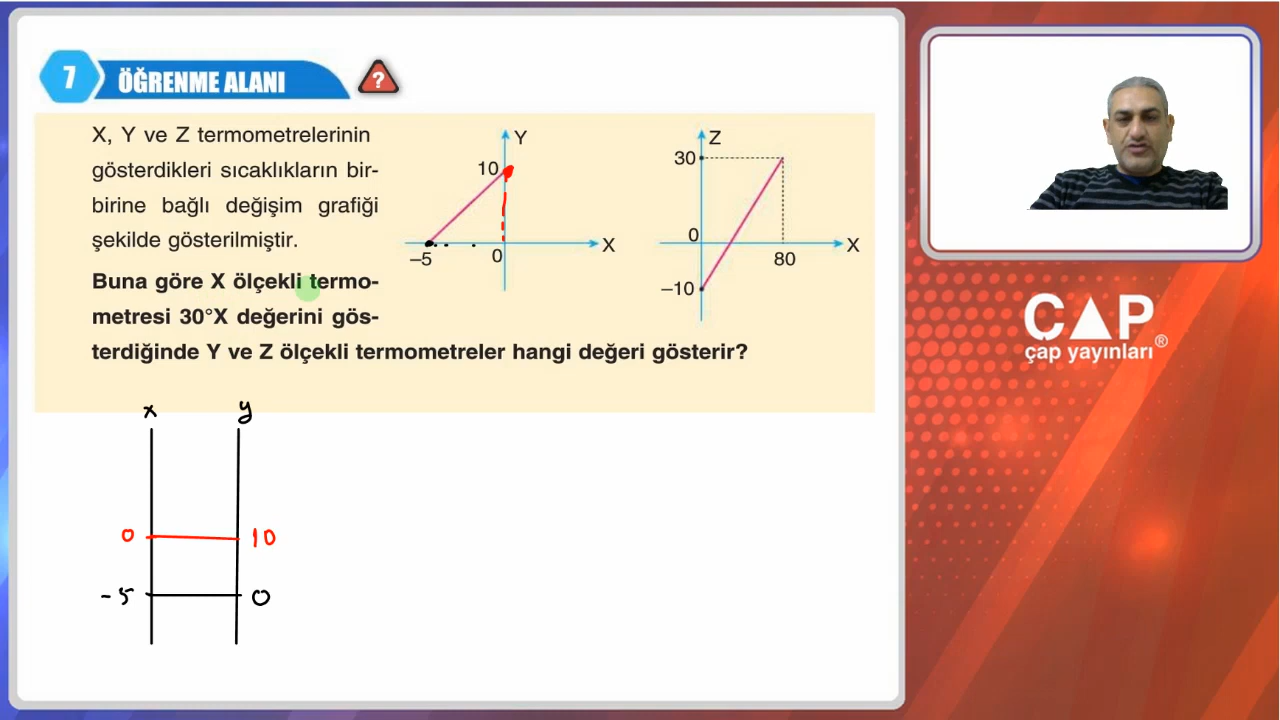 7 ÖĞRENME ALANI ?
X, Y ve Z termometrelerinin
gösterdikleri sıcaklıkların bir-
birine bağlı değişim grafiği
şekilde gösterilmiştir.
Buna göre X ölçekli termo-
metresi 30°X değerini gös-
terdiğinde Y ve Z ölçekli termometreler hangi değeri gösterir?
Y
10
X
–5
0
Z
30
0
X
80
–10
x y
0 10
-5 0
ÇAP
çap yayınları®